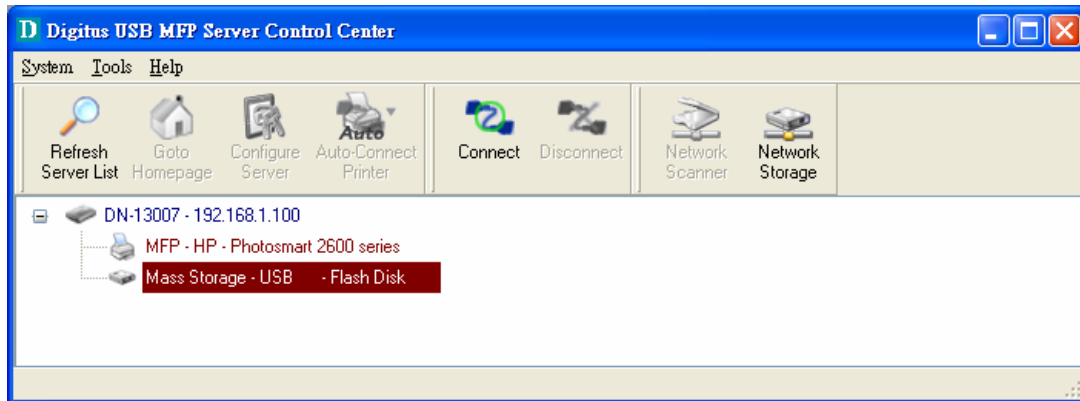 D Digitus USB MFP Server Control Center
System Tools Help
Refresh Server List
Goto Homepage
Configure Server
Auto
Auto-Connect Printer
Connect
Disconnect
Network Scanner
Network Storage
DN-13007 - 192.168.1.100
MFP - HP - Photosmart 2600 series
Mass Storage - USB - Flash Disk